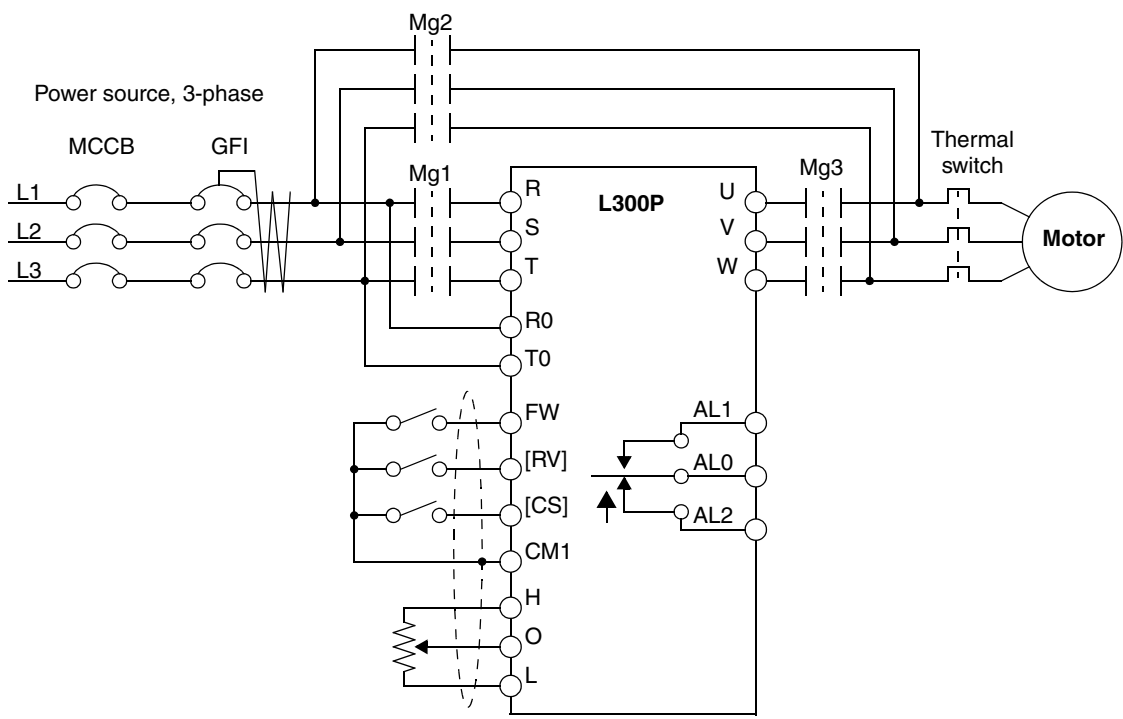 Mg2
Power source, 3-phase
MCCB
GFI
Thermal
switch
Mg1
Mg3
L1
L2
L3
R
S
T
R0
T0
L300P
U
V
W
Motor
FW
[RV]
[CS]
CM1
H
O
L
AL1
AL0
AL2